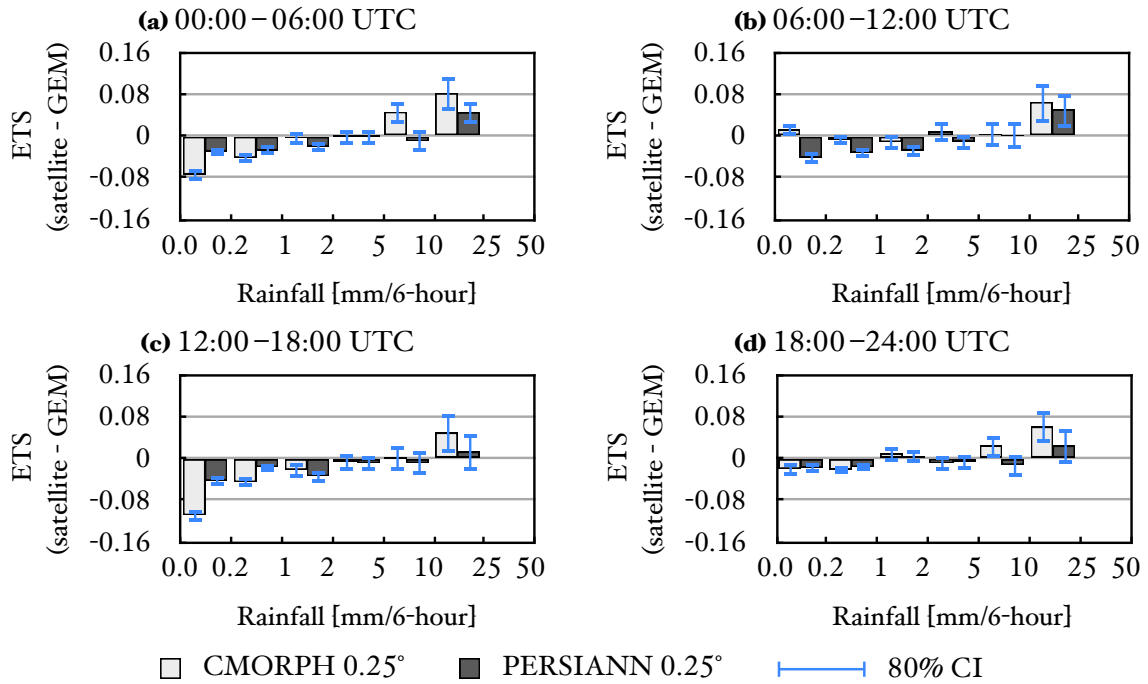 (a) 00:00–06:00 UTC
ETS
(satellite - GEM)
0.16
0.08
0
-0.08
-0.16
0.0 0.2 1 2 5 10 25 50
Rainfall [mm/6-hour]
(b) 06:00–12:00 UTC
ETS
(satellite - GEM)
0.16
0.08
0
-0.08
-0.16
0.0 0.2 1 2 5 10 25 50
Rainfall [mm/6-hour]
(c) 12:00–18:00 UTC
ETS
(satellite - GEM)
0.16
0.08
0
-0.08
-0.16
0.0 0.2 1 2 5 10 25 50
Rainfall [mm/6-hour]
(d) 18:00–24:00 UTC
ETS
(satellite - GEM)
0.16
0.08
0
-0.08
-0.16
0.0 0.2 1 2 5 10 25 50
Rainfall [mm/6-hour]
CMORPH 0.25° PERSIANN 0.25° 80% CI